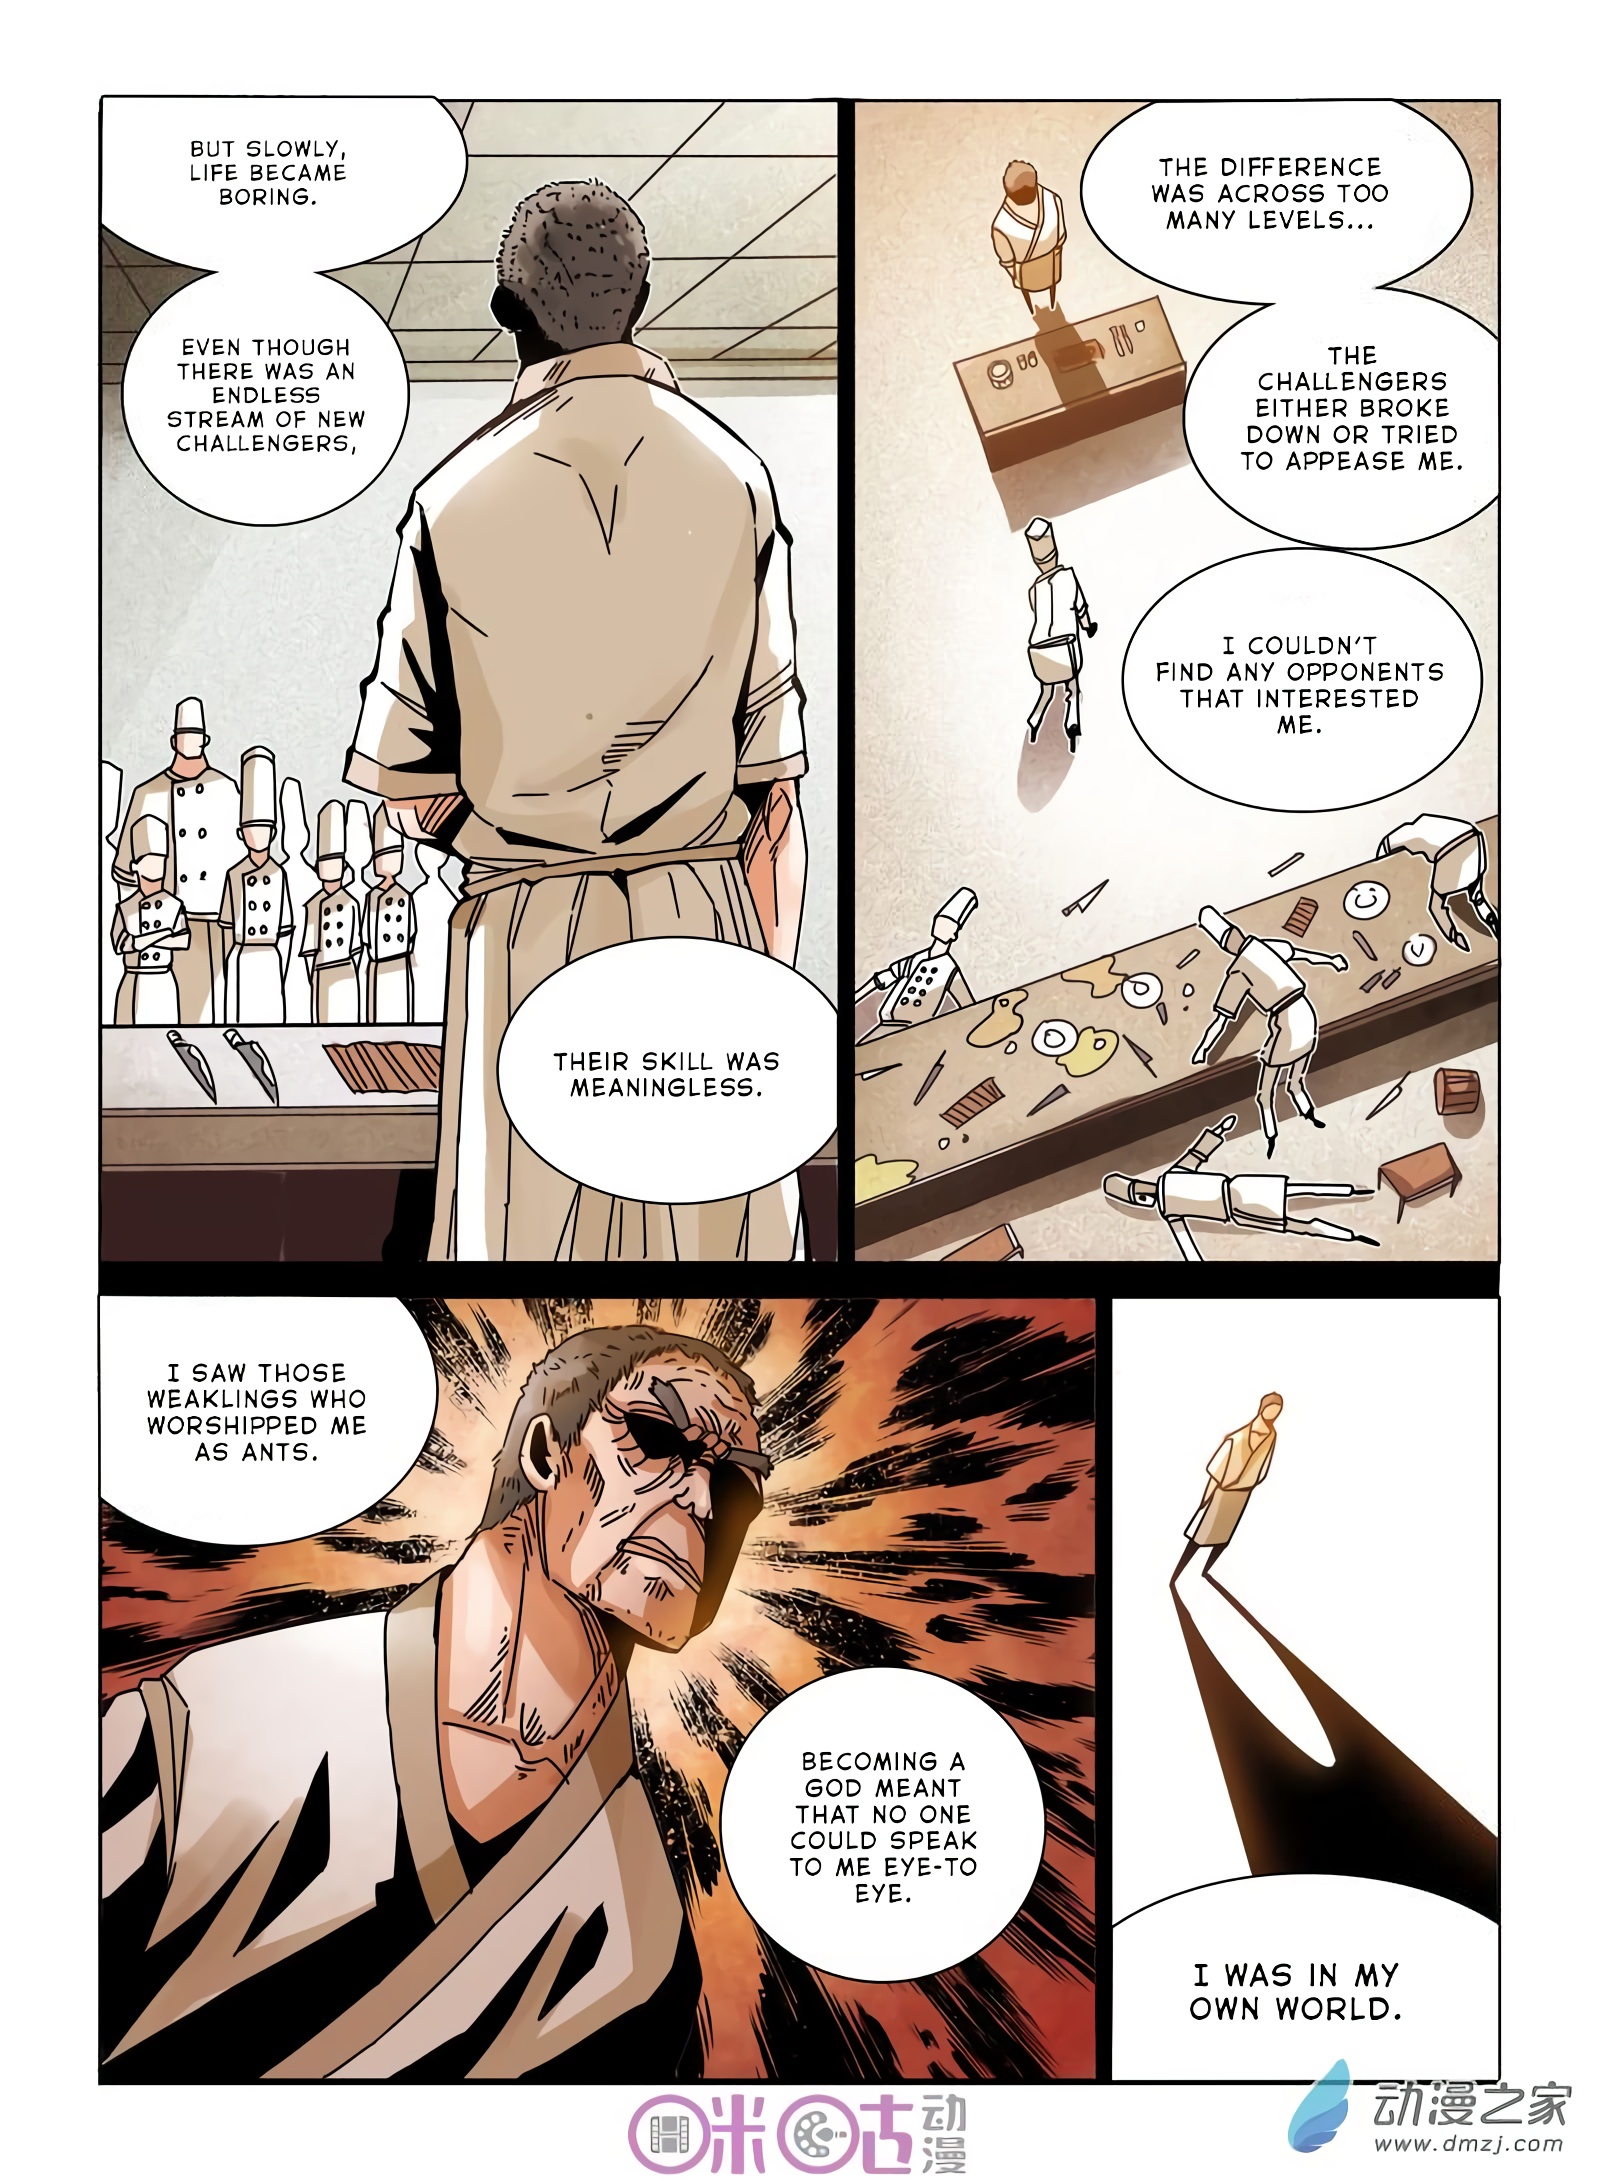 BUT SLOWLY,
LIFE BECAME
BORING.
EVEN THOUGH
THERE WAS AN
ENDLESS
STREAM OF NEW
CHALLENGERS,
THEIR SKILL WAS
MEANINGLESS.
THE DIFFERENCE
WAS ACROSS TOO
MANY LEVELS...
THE
CHALLENGERS
EITHER BROKE
DOWN OR TRIED
TO APPEASE ME.
I COULDN'T
FIND ANY OPPONENTS
THAT INTERESTED
ME.
I SAW THOSE
WEAKLINGS WHO
WORSHIPPED ME
AS ANTS.
BECOMING A
GOD MEANT
THAT NO ONE
COULD SPEAK
TO ME EYE-TO
EYE.
I WAS IN MY
OWN WORLD.
咪咕动漫
动漫之家
www.dmzj.com